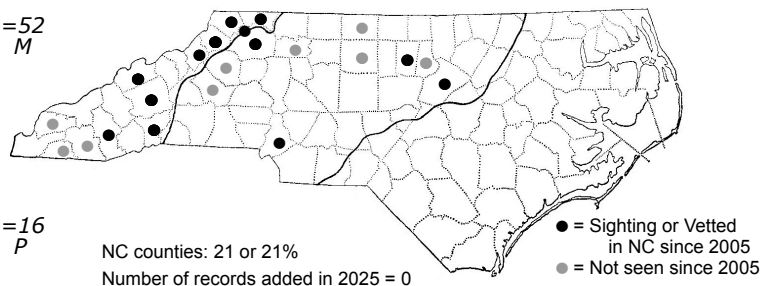 =52
M
=16
P
NC counties: 21 or 21%
Number of records added in 2025 = 0
= Sighting or Vetted
in NC since 2005
= Not seen since 2005